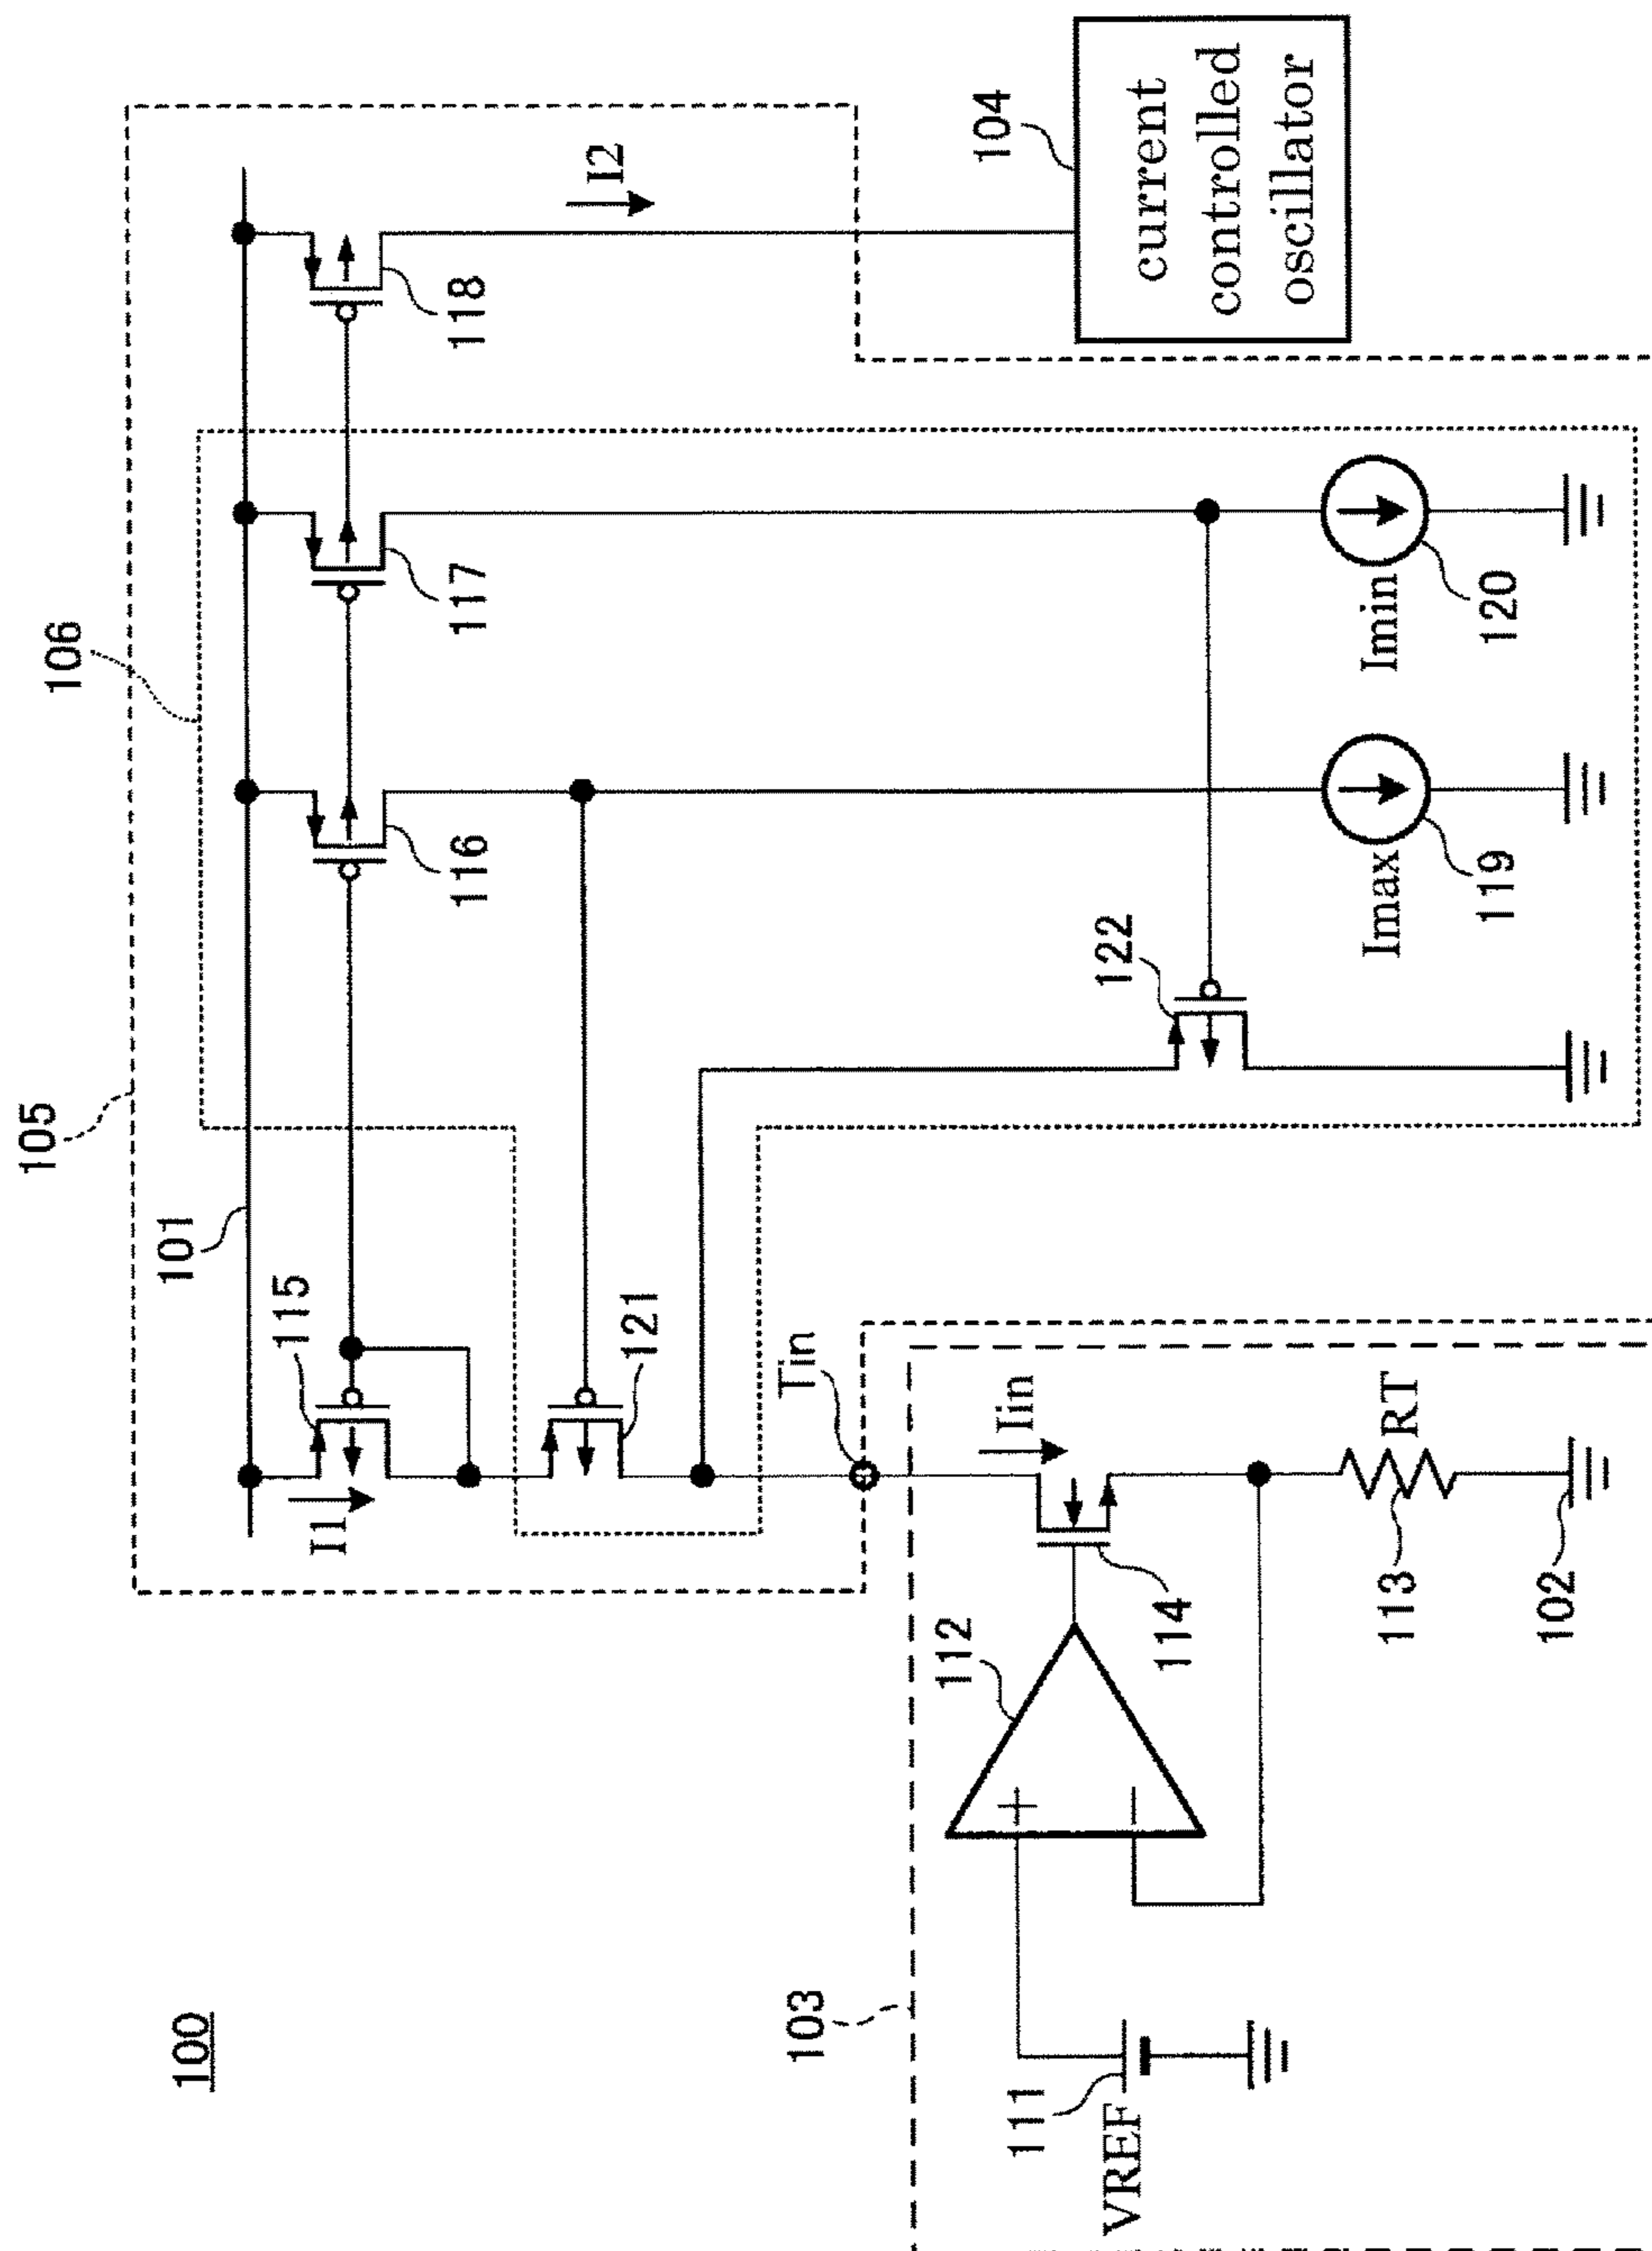 100
105
106
101
115
I1
116
117
118
I2
121
Tin
104
current
controlled
oscillator
103
112
+
−
Iin
114
122
111
VREF
113
RT
102
Imax
119
Imin
120